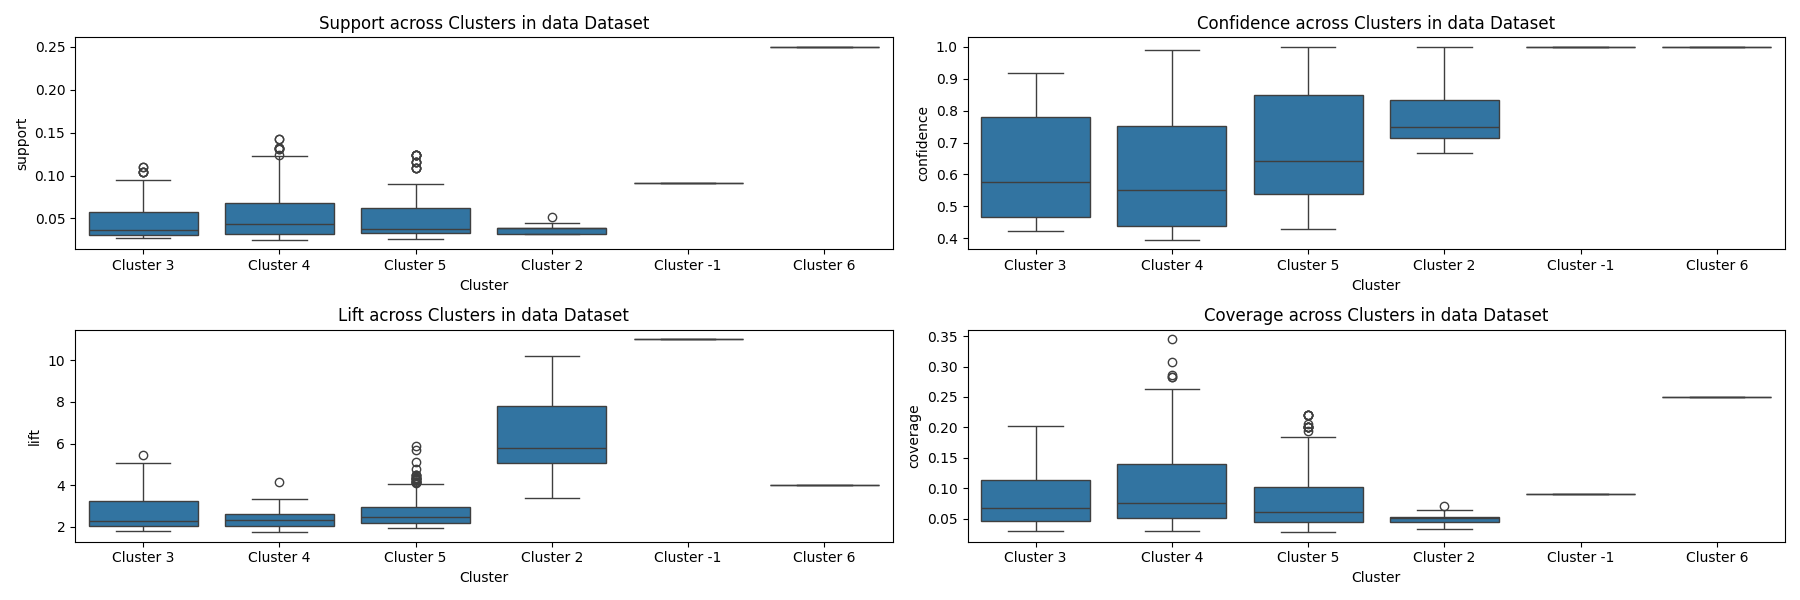 Support across Clusters in data Dataset
support
0.25
0.20
0.15
0.10
0.05
Cluster 3 Cluster 4 Cluster 5 Cluster 2 Cluster -1 Cluster 6
Cluster
Confidence across Clusters in data Dataset
confidence
1.0
0.9
0.8
0.7
0.6
0.5
0.4
Cluster 3 Cluster 4 Cluster 5 Cluster 2 Cluster -1 Cluster 6
Cluster
Lift across Clusters in data Dataset
lift
10
8
6
4
2
Cluster 3 Cluster 4 Cluster 5 Cluster 2 Cluster -1 Cluster 6
Cluster
Coverage across Clusters in data Dataset
coverage
0.35
0.30
0.25
0.20
0.15
0.10
0.05
Cluster 3 Cluster 4 Cluster 5 Cluster 2 Cluster -1 Cluster 6
Cluster